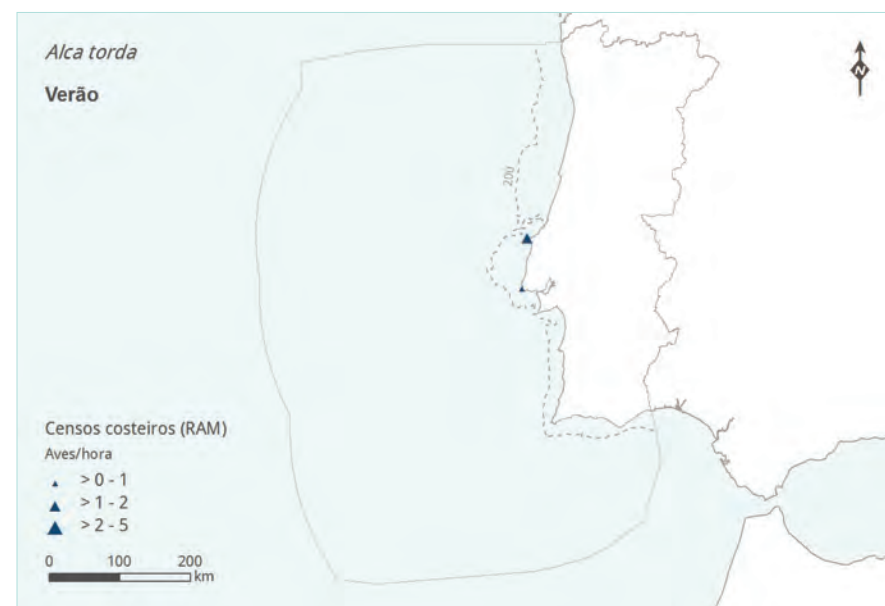 Alca torda
Verão
N
200
Censos costeiros (RAM)
Aves/hora
> 0 - 1
> 1 - 2
> 2 - 5
0 100 200
km